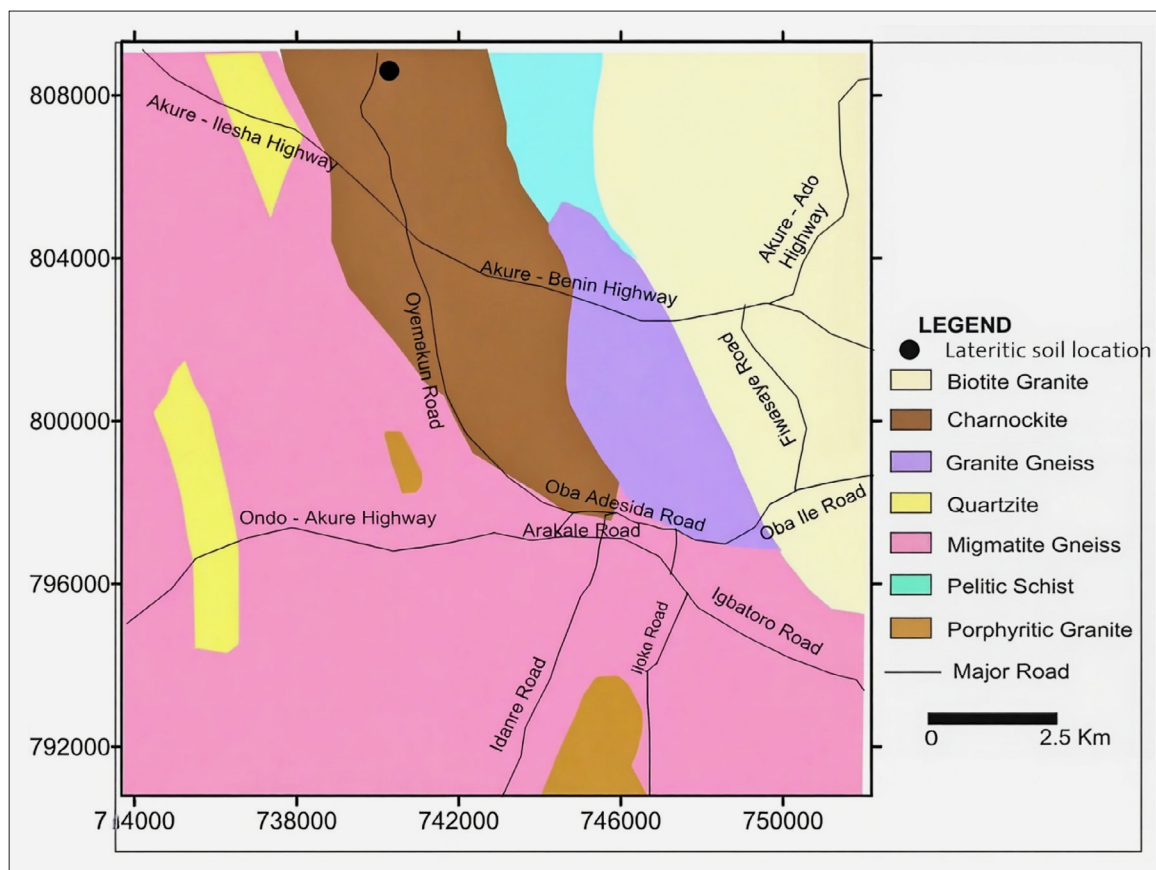 808000
804000
800000
796000
792000
734000
738000
742000
746000
750000
Akure - Ilesha Highway
Akure - Benin Highway
Akure - Ado
Highway
Oyemekun Road
Fiwasaye Road
Oba Adesida Road
Oba Ile Road
Ondo - Akure Highway
Arakale Road
Igbatoro Road
Ijoko Road
Idanre Road
LEGEND
Lateritic soil location
Biotite Granite
Charnockite
Granite Gneiss
Quartzite
Migmatite Gneiss
Pelitic Schist
Porphyritic Granite
Major Road
0 2.5 Km